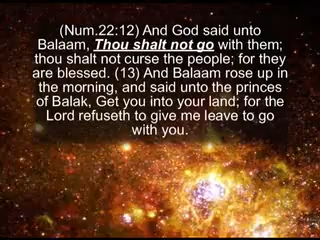 (Num.22:12) And God said unto
Balaam, Thou shalt not go with them;
thou shalt not curse the people; for they
are blessed. (13) And Balaam rose up in
the morning, and said unto the princes
of Balak, Get you into your land; for the
Lord refuseth to give me leave to go
with you.